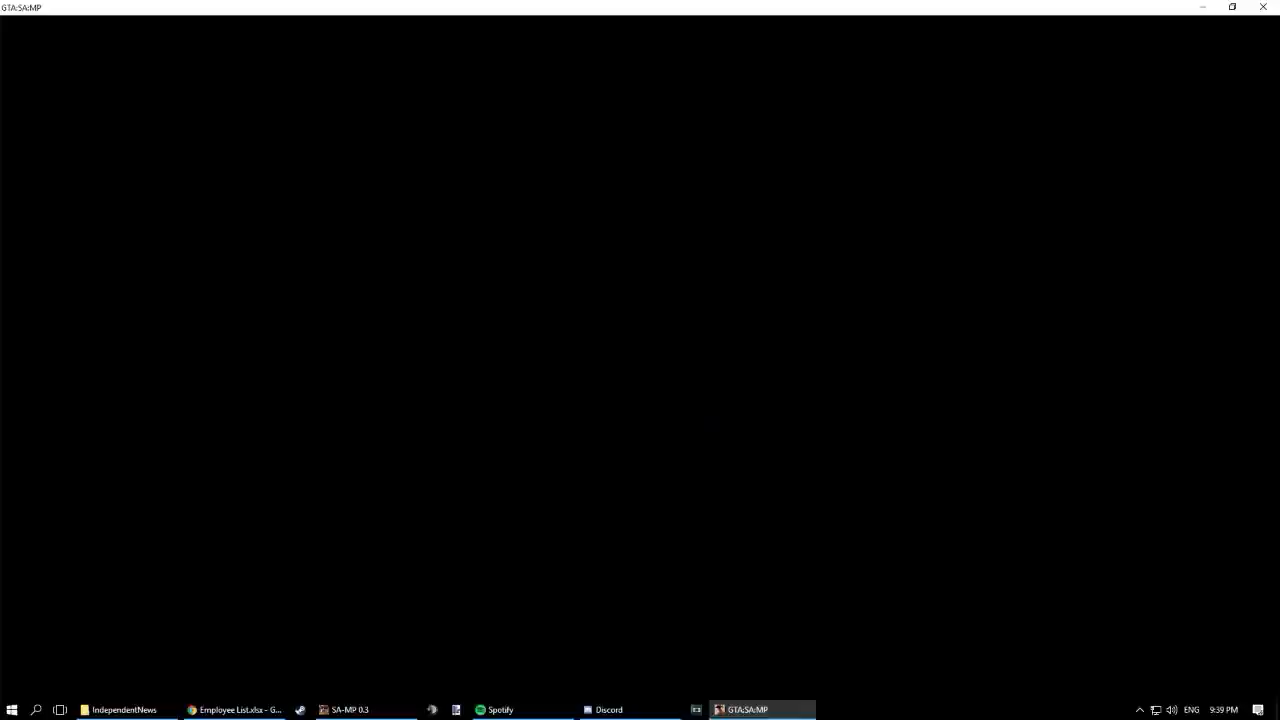 GTA:SA:MP
IndependentNews
Employee List.xlsx - G...
SA-MP 0.3
Spotify
Discord
GTA:SA:MP
ENG
9:39 PM